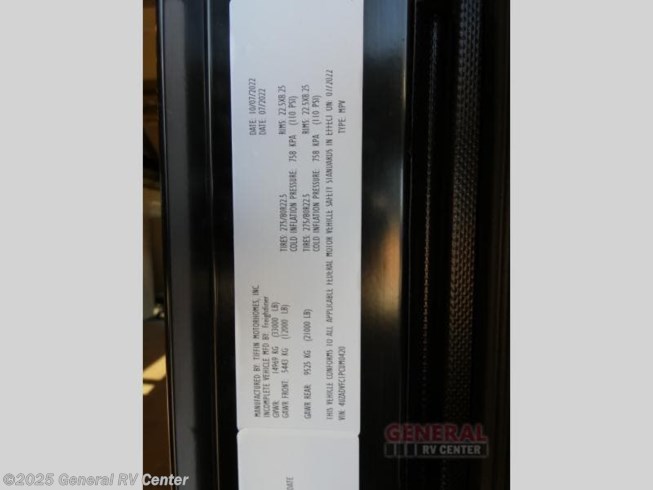 MANUFACTURED BY: TIFFIN MOTORHOMES, INC. DATE: 10/07/2022
INCOMPLETE VEHICLE MFD BY: Freightliner DATE: 07/2022
GVWR: 14969 KG (33000 LB)
GAWR FRONT: 5443 KG (12000 LB) TIRES: 275/80R22.5 RIMS: 22.5X8.25
COLD INFLATION PRESSURE: 758 KPA (110 PSI)
GAWR REAR: 9525 KG (21000 LB) TIRES: 275/80R22.5 RIMS: 22.5X8.25
COLD INFLATION PRESSURE: 758 KPA (110 PSI)
THIS VEHICLE CONFORMS TO ALL APPLICABLE FEDERAL MOTOR VEHICLE SAFETY STANDARDS IN EFFECT ON: 07/2022
VIN: TYPE: MPV
DATE
GENERAL
RV CENTER
©2025 General RV Center